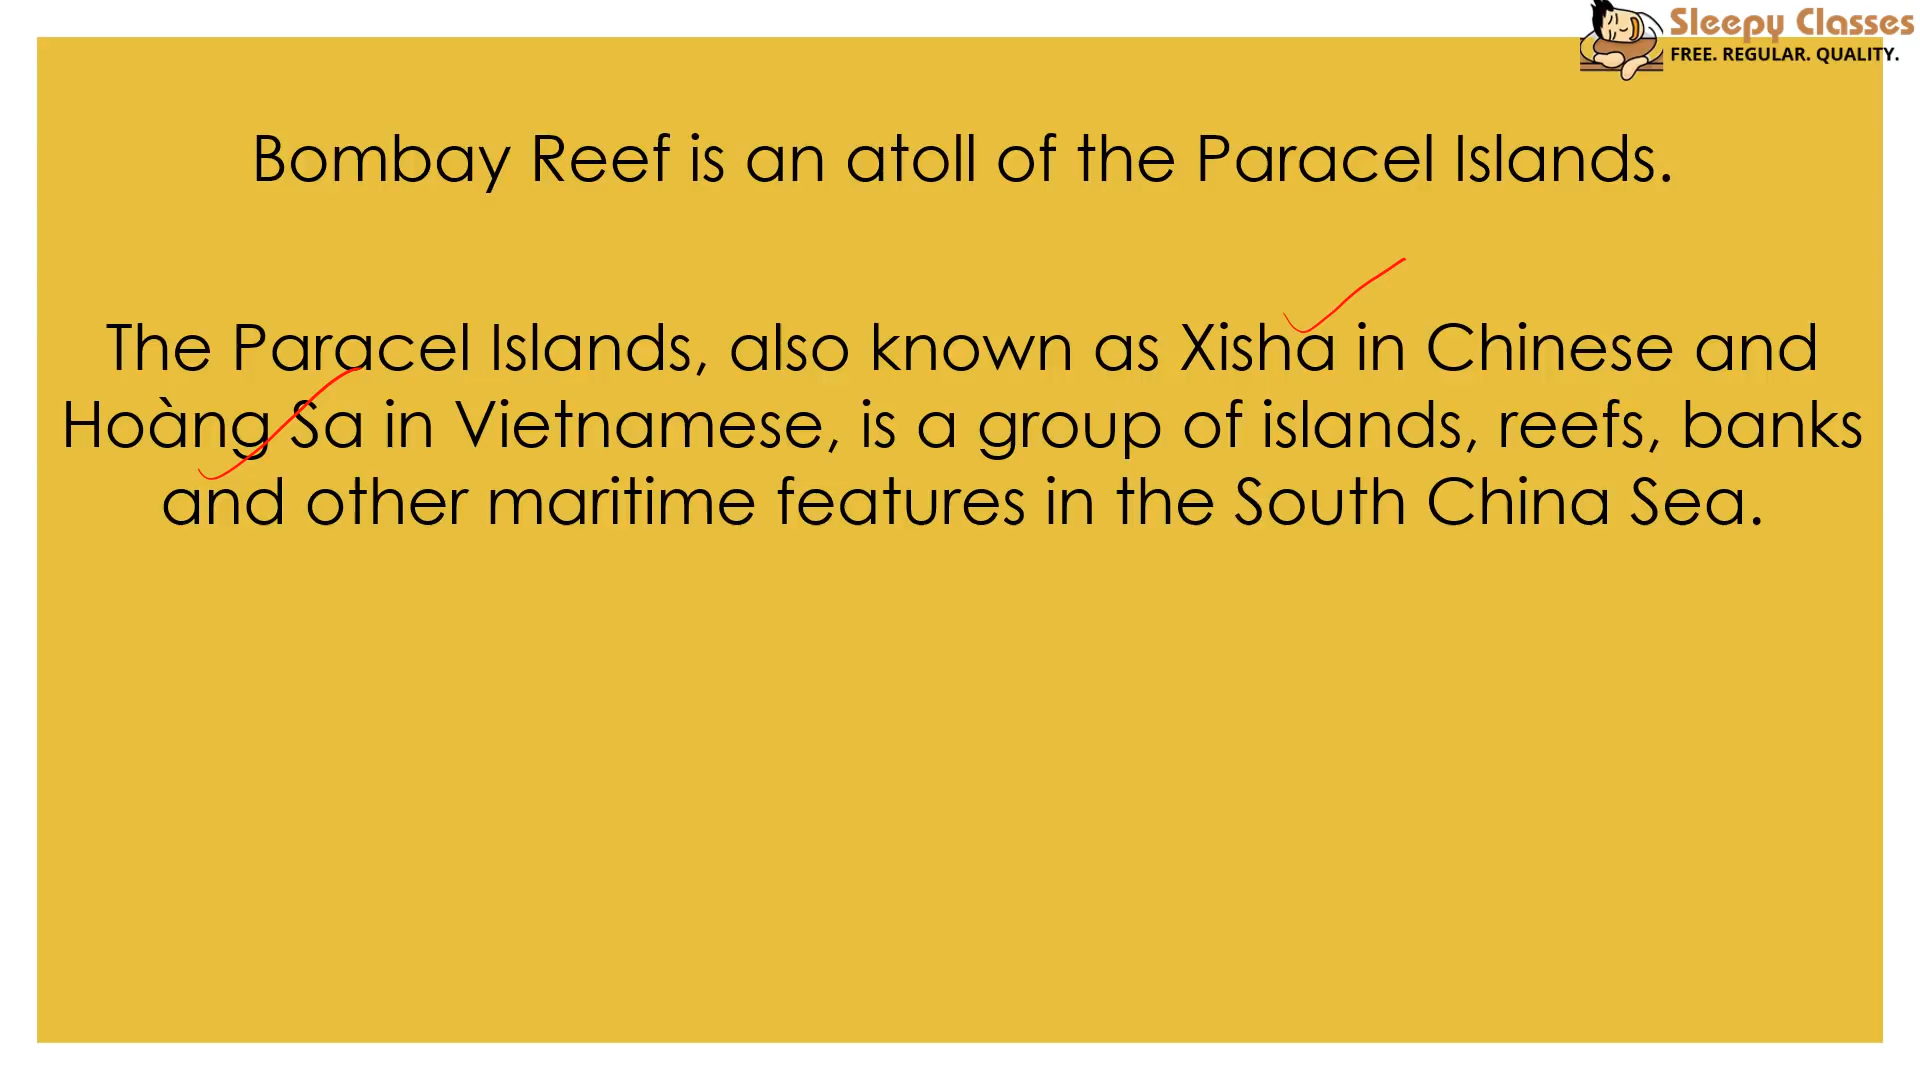 Sleepy Classes
FREE. REGULAR. QUALITY.
Bombay Reef is an atoll of the Paracel Islands.
The Paracel Islands, also known as Xisha in Chinese and
Hoàng Sa in Vietnamese, is a group of islands, reefs, banks
and other maritime features in the South China Sea.